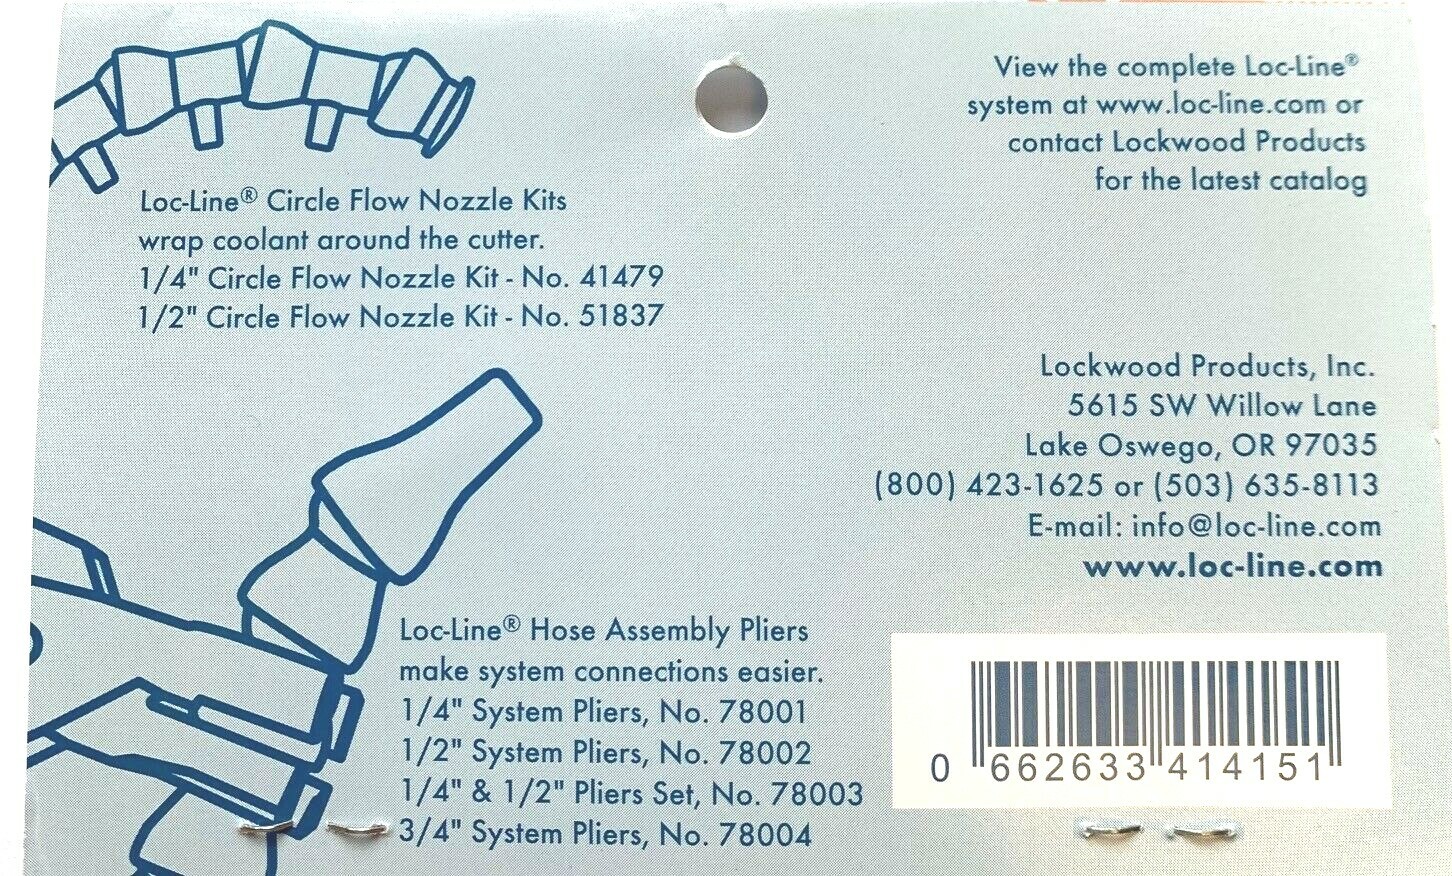 View the complete Loc-Line®
system at www.loc-line.com or
contact Lockwood Products
for the latest catalog
Loc-Line® Circle Flow Nozzle Kits
wrap coolant around the cutter.
1/4" Circle Flow Nozzle Kit - No. 41479
1/2" Circle Flow Nozzle Kit - No. 51837
Lockwood Products, Inc.
5615 SW Willow Lane
Lake Oswego, OR 97035
(800) 423-1625 or (503) 635-8113
E-mail: info@loc-line.com
www.loc-line.com
Loc-Line® Hose Assembly Pliers
make system connections easier.
1/4" System Pliers, No. 78001
1/2" System Pliers, No. 78002
1/4" & 1/2" Pliers Set, No. 78003
3/4" System Pliers, No. 78004
0 662633 414151